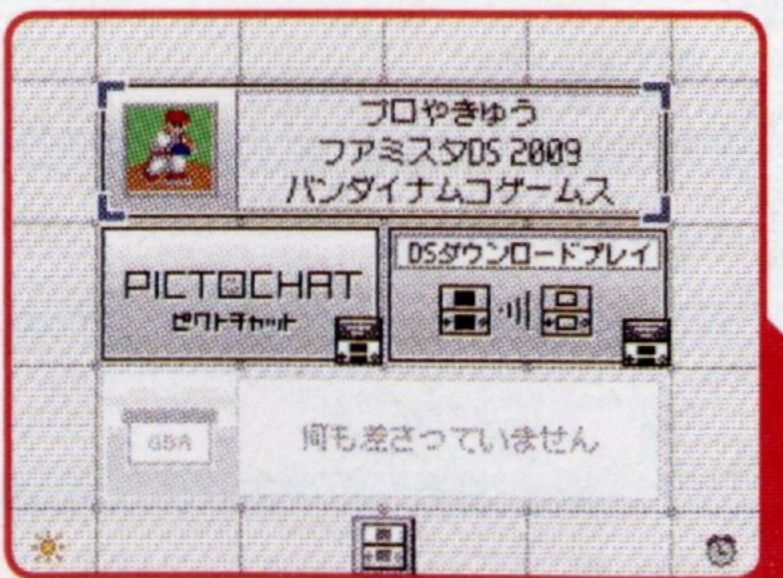 プロやきゅう
ファミスタDS 2009
バンダイナムコゲームス
PICTOCHAT
ピクトチャット
DSダウンロードプレイ
GBA
何も差さっていません